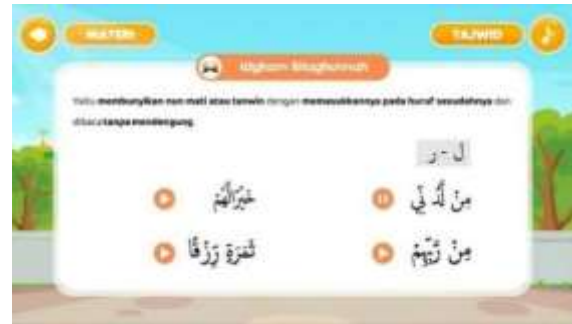 MATERI
TAJWID
Idgham Bilaghunnah
Yaitu membunyikan nun mati atau tanwin dengan memasukkannya pada huruf sesudahnya dan
dibaca tanpa mendengung.
ل - ر
مِنْ لَّدُ نِّي
خَيْرًالَّهُمْ
مِنْ رَّبِّهِمْ
ثَمَرَةٍ رِّزْقًا